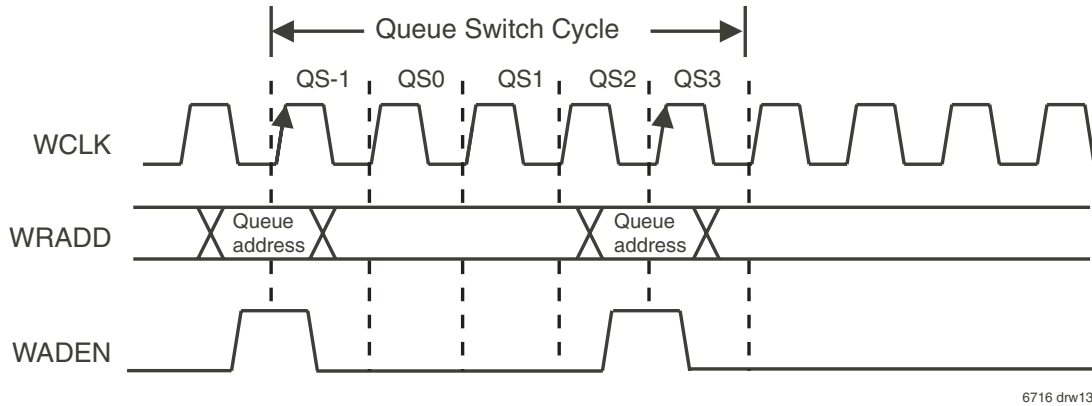 Queue Switch Cycle
QS-1 QS0 QS1 QS2 QS3
WCLK
WRADD
Queue
address
Queue
address
WADEN
6716 drw13